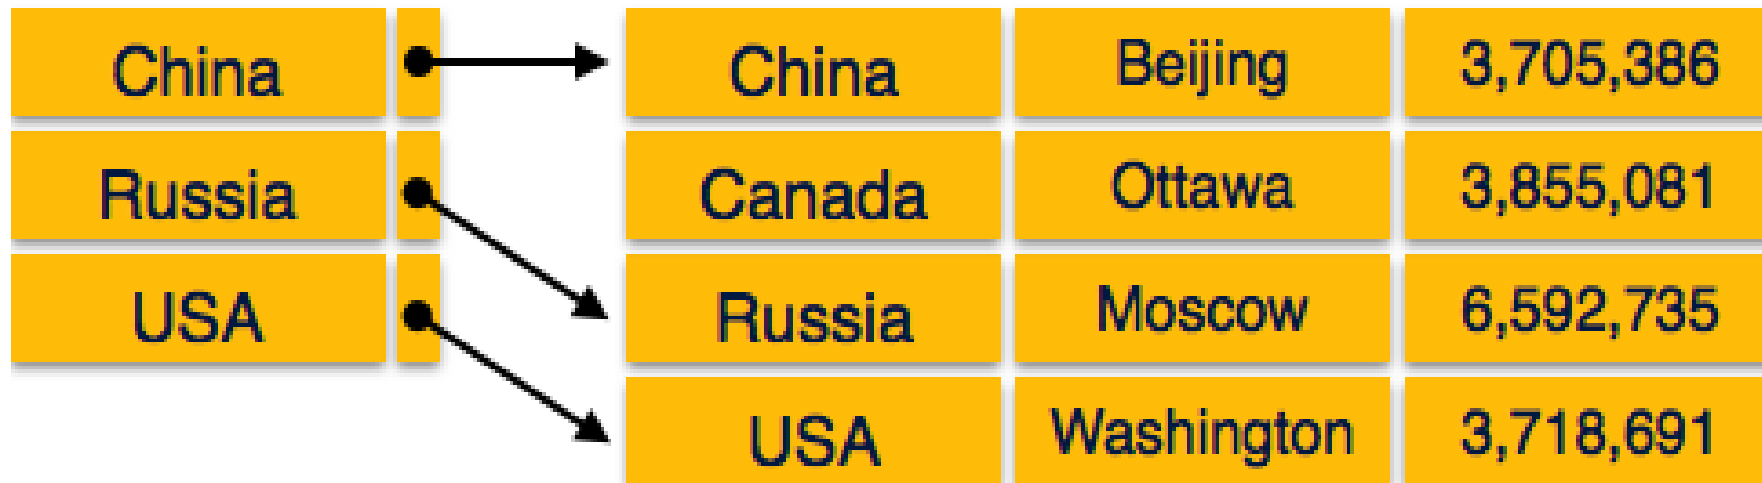 China China Beijing 3,705,386
Russia Canada Ottawa 3,855,081
USA Russia Moscow 6,592,735
USA Washington 3,718,691